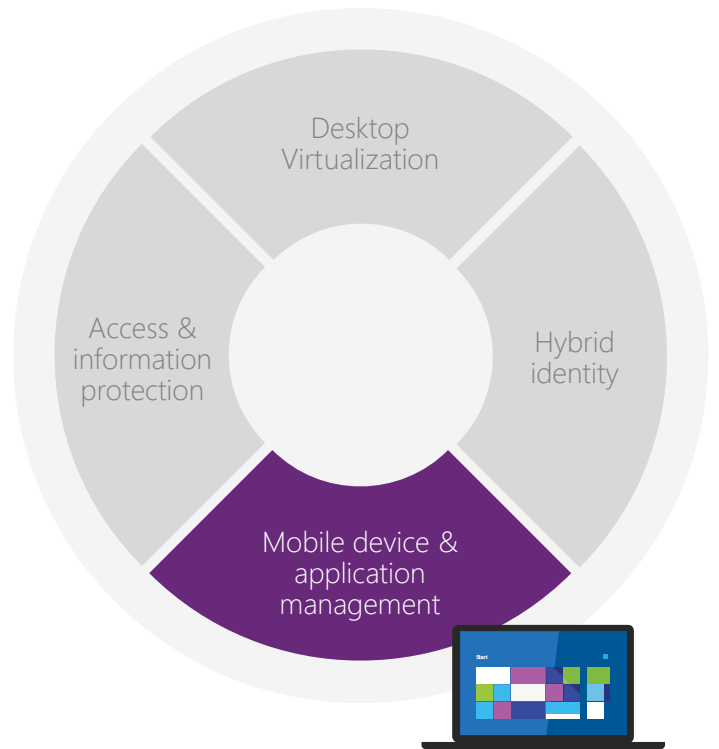 Desktop
Virtualization
Access &
information
protection
Hybrid
identity
Mobile device &
application
management
Start